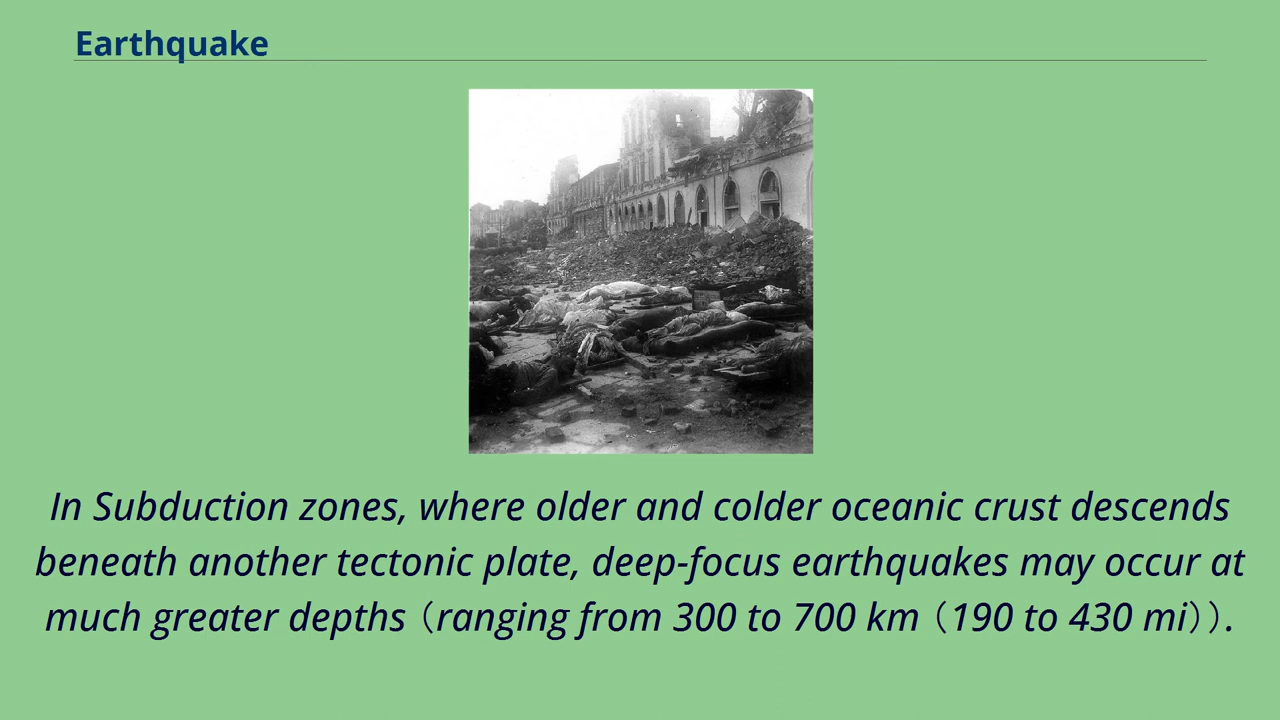 Earthquake
In Subduction zones, where older and colder oceanic crust descends
beneath another tectonic plate, deep-focus earthquakes may occur at
much greater depths（ranging from 300 to 700 km（190 to 430 mi））.